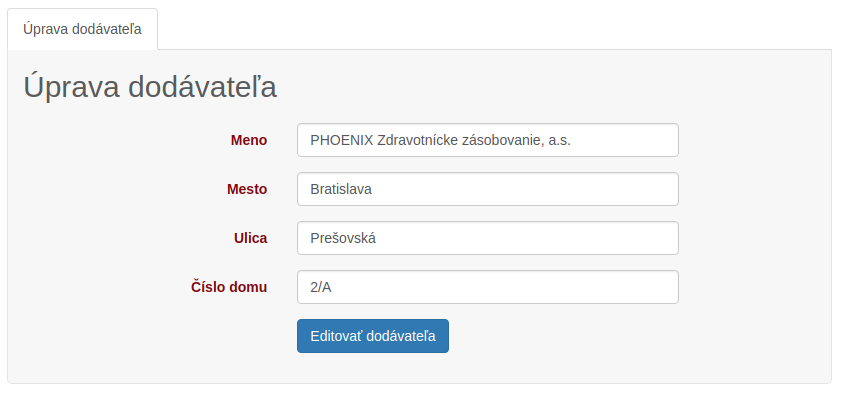 Úprava dodávateľa
Úprava dodávateľa
Meno PHOENIX Zdravotnícke zásobovanie, a.s.
Mesto Bratislava
Ulica Prešovská
Číslo domu 2/A
Editovať dodávateľa